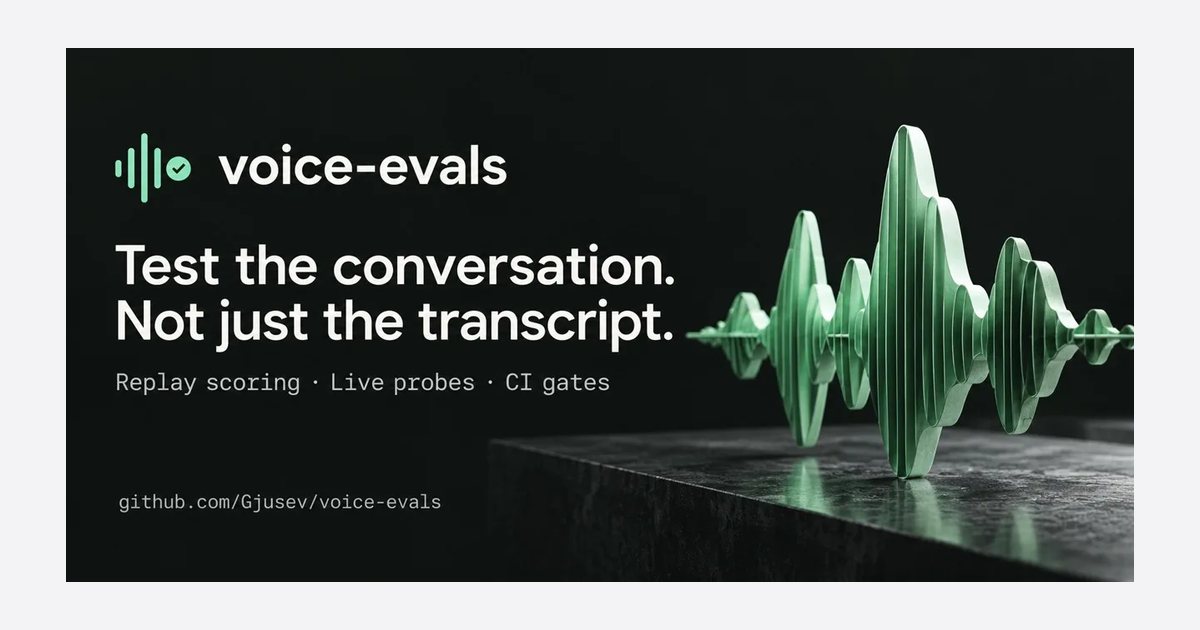 voice-evals
Test the conversation.
Not just the transcript.
Replay scoring · Live probes · CI gates
github.com/Gjusev/voice-evals